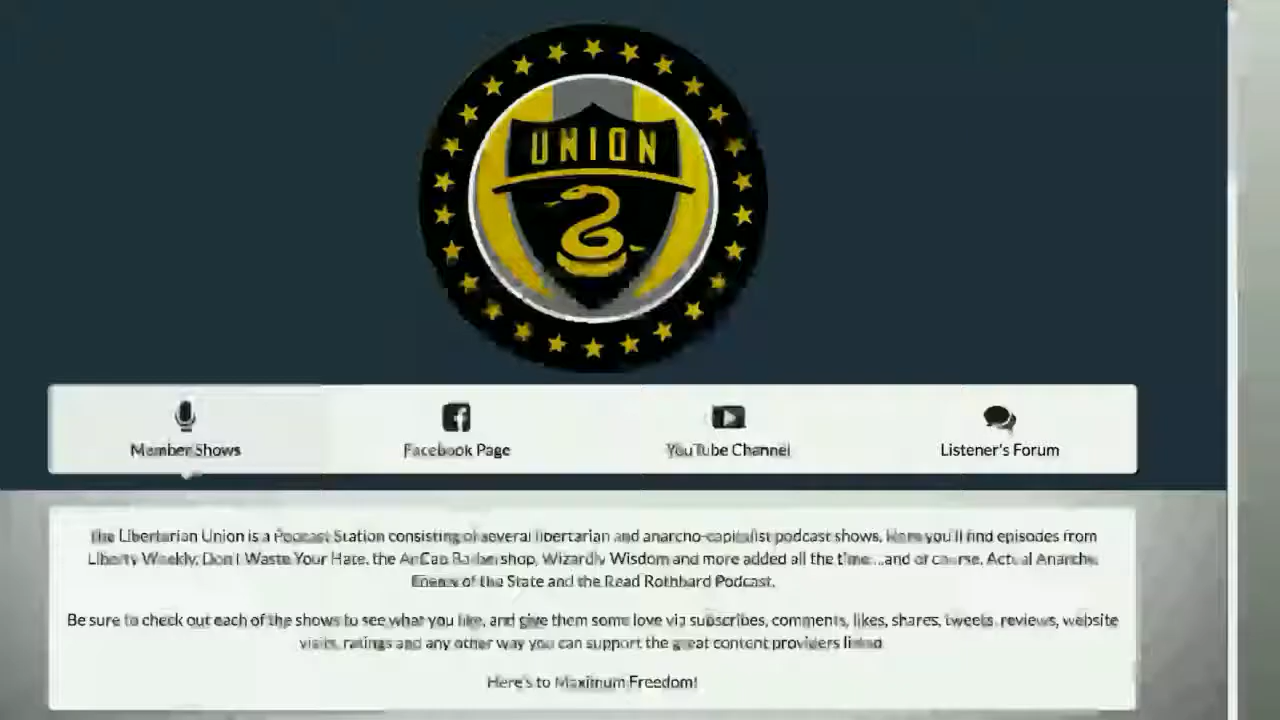 UNION
Member Shows
Facebook Page
YouTube Channel
Listener's Forum
The Libertarian Union is a Podcast Station consisting of several libertarian and anarcho-capitalist podcast shows. Here you'll find episodes from
Liberty Weekly, Don't Waste Your Hate, the AnCap Barbershop, Wizardly Wisdom and more added all the time...and of course, Actual Anarchy,
Enemy of the State and the Read Rothbard Podcast.
Be sure to check out each of the shows to see what you like, and give them some love via subscribes, comments, likes, shares, tweets, reviews, website
visits, ratings and any other way you can support the great content providers listed
Here's to Maximum Freedom!